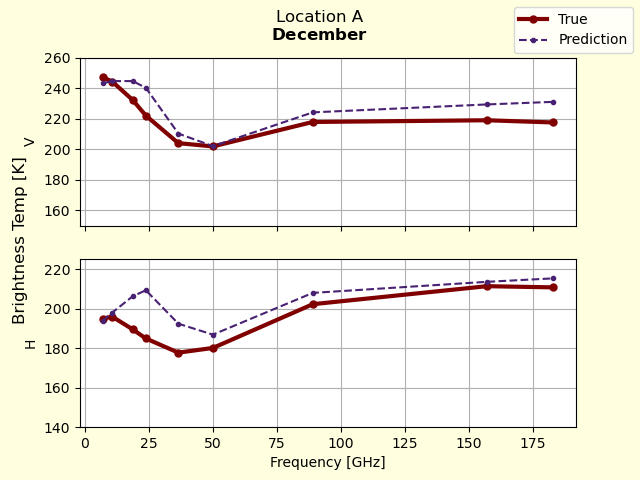 Location A
December
True
Prediction
Brightness Temp [K]
V
260
240
220
200
180
160
H
220
200
180
160
140
0 25 50 75 100 125 150 175
Frequency [GHz]